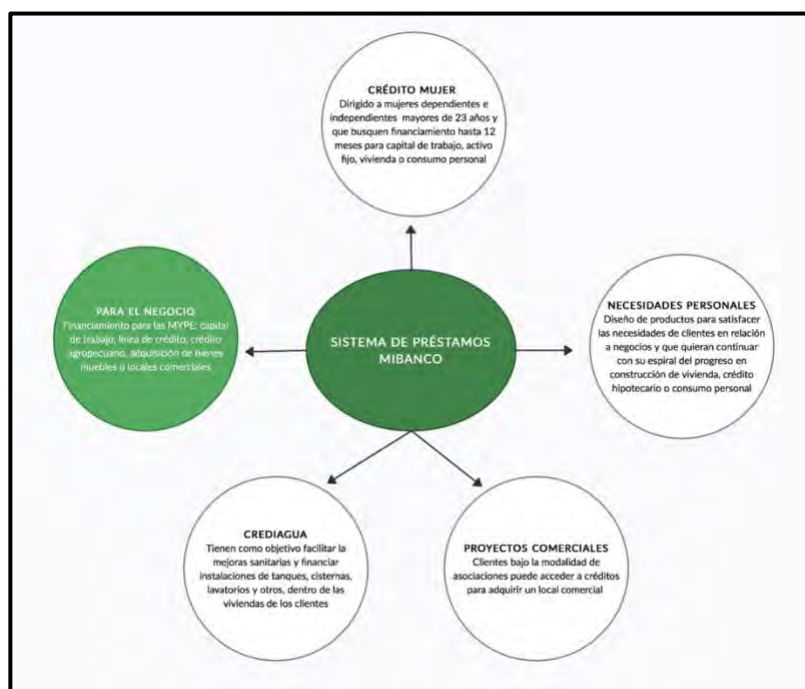 CRÉDITO MUJER
Dirigido a mujeres dependientes e
independientes mayores de 23 años y
que busquen financiamiento hasta 12
meses para capital de trabajo, activo
fijo, vivienda o consumo personal
PARA EL NEGOCIO
Financiamiento para las MYPE: capital
de trabajo, línea de crédito, crédito
agropecuario, adquisición de bienes
muebles o locales comerciales
SISTEMA DE PRÉSTAMOS
MIBANCO
NECESIDADES PERSONALES
Diseño de productos para satisfacer
las necesidades de clientes en relación
a negocios y que quieran continuar
con su espiral del progreso en
construcción de vivienda, crédito
hipotecario o consumo personal
CREDIAGUA
Tienen como objetivo facilitar la
mejoras sanitarias y financiar
instalaciones de tanques, cisternas,
lavatorios y otros, dentro de las
viviendas de los clientes
PROYECTOS COMERCIALES
Clientes bajo la modalidad de
asociaciones puede acceder a créditos
para adquirir un local comercial